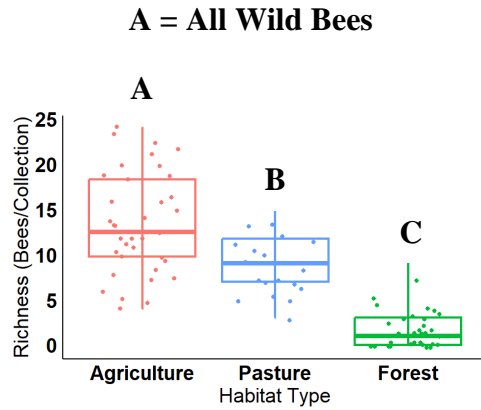 A = All Wild Bees
A
B
C
Richness (Bees/Collection)
25
20
15
10
5
0
Agriculture Pasture Forest
Habitat Type